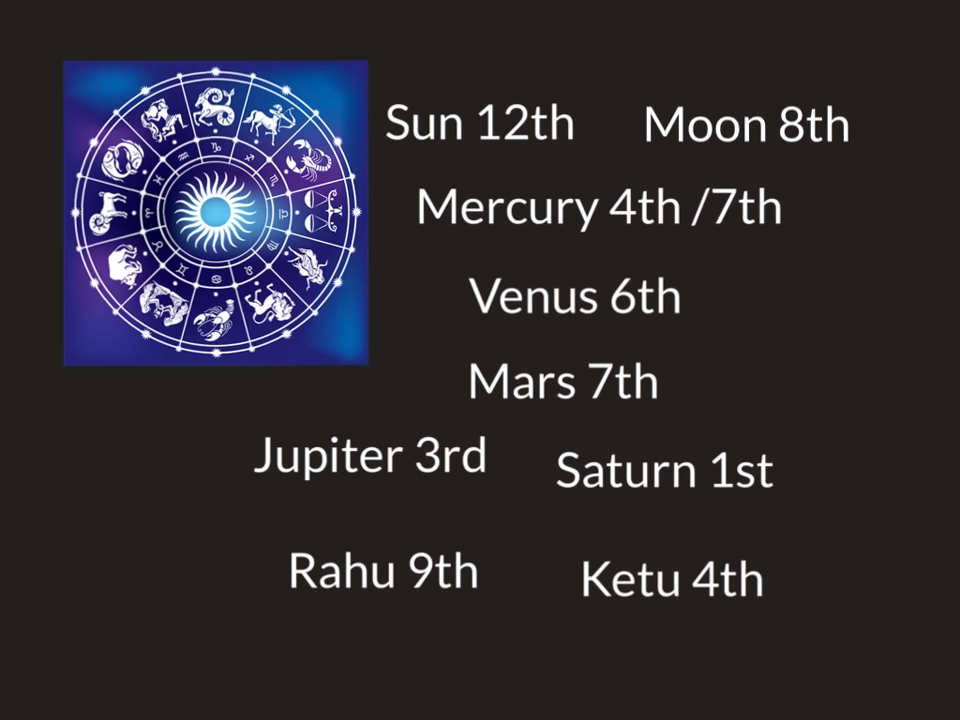 Sun 12th
Moon 8th
Mercury 4th /7th
Venus 6th
Mars 7th
Jupiter 3rd
Saturn 1st
Rahu 9th
Ketu 4th